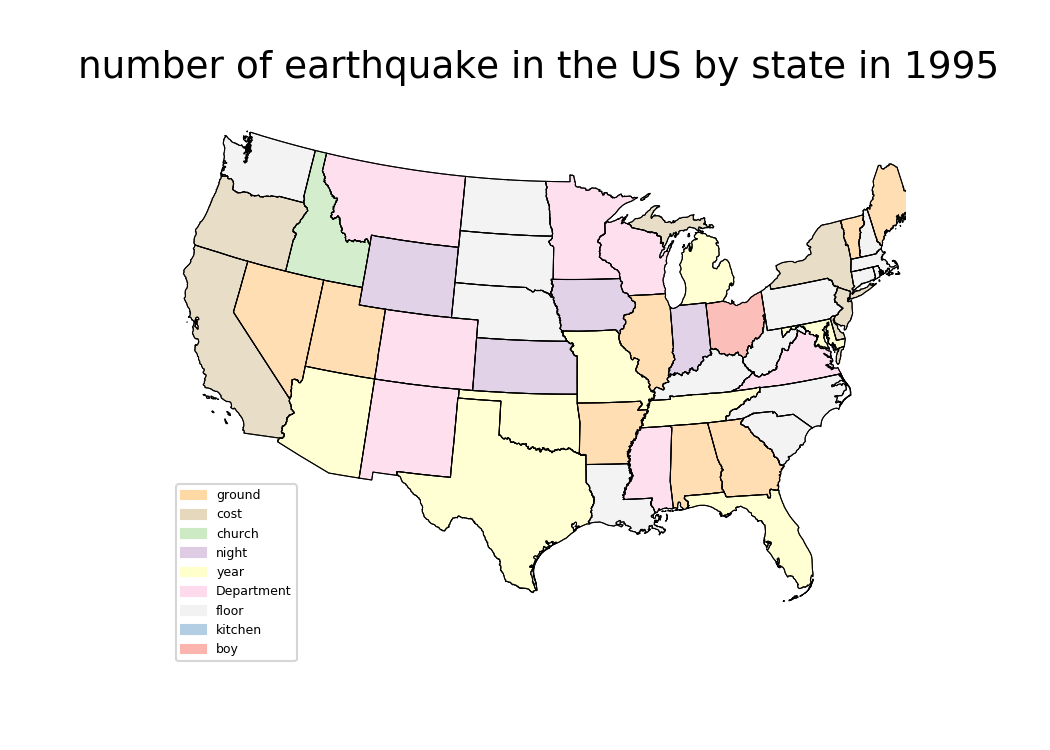 number of earthquake in the US by state in 1995
ground
cost
church
night
year
Department
floor
kitchen
boy